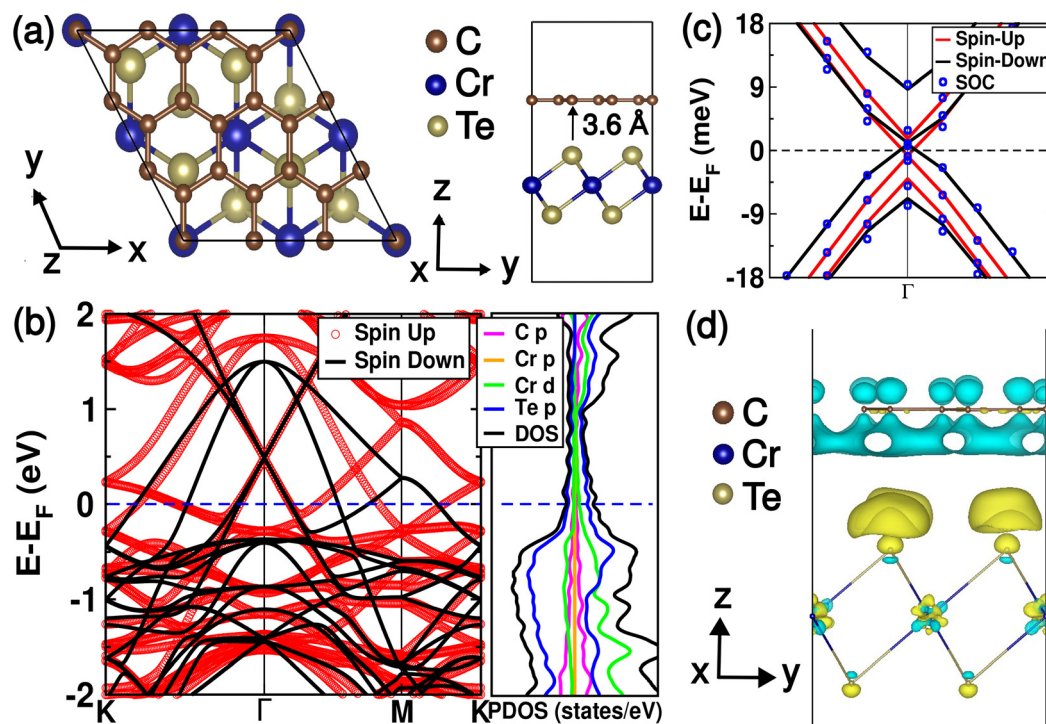 (a)
C
Cr
Te
y
z
x
3.6 Å
z
x
y
(c)
18
9
0
-9
-18
E-E_F (meV)
Spin-Up
Spin-Down
SOC
Γ
(b)
2
1
0
-1
-2
E-E_F (eV)
Spin Up
Spin Down
K
Γ
M
K
C p
Cr p
Cr d
Te p
DOS
PDOS (states/eV)
(d)
C
Cr
Te
z
x
y